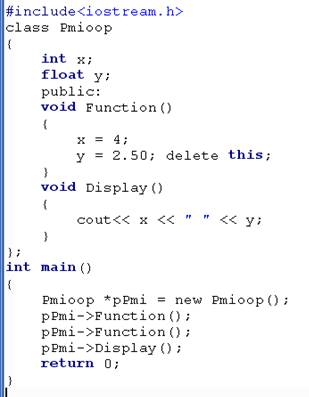 #include<iostream.h>
class Pmioop
{
int x;
float y;
public:
void Function()
{
x = 4;
y = 2.50; delete this;
}
void Display()
{
cout<< x << " " << y;
}
};
int main()
{
Pmioop *pPmi = new Pmioop();
pPmi->Function();
pPmi->Function();
pPmi->Display();
return 0;
}